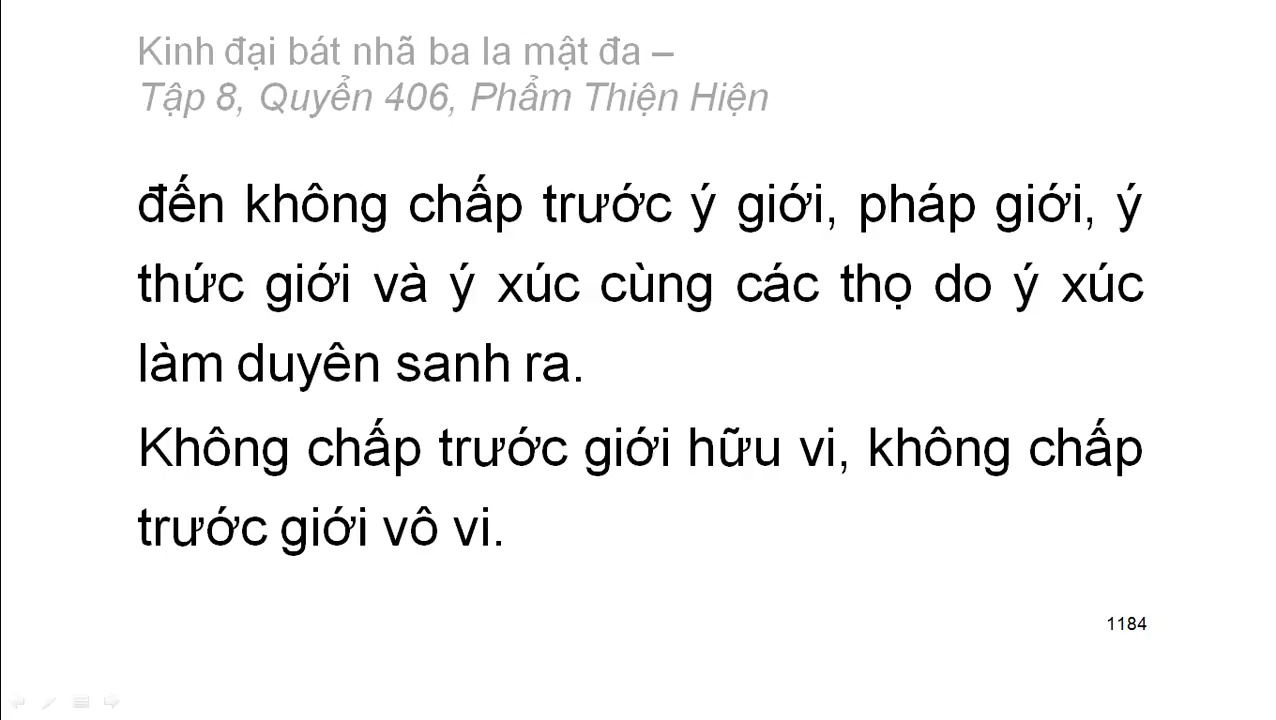 Kinh đại bát nhã ba la mật đa –
Tập 8, Quyển 406, Phẩm Thiện Hiện
đến không chấp trước ý giới, pháp giới, ý
thức giới và ý xúc cùng các thọ do ý xúc
làm duyên sanh ra.
Không chấp trước giới hữu vi, không chấp
trước giới vô vi.
1184